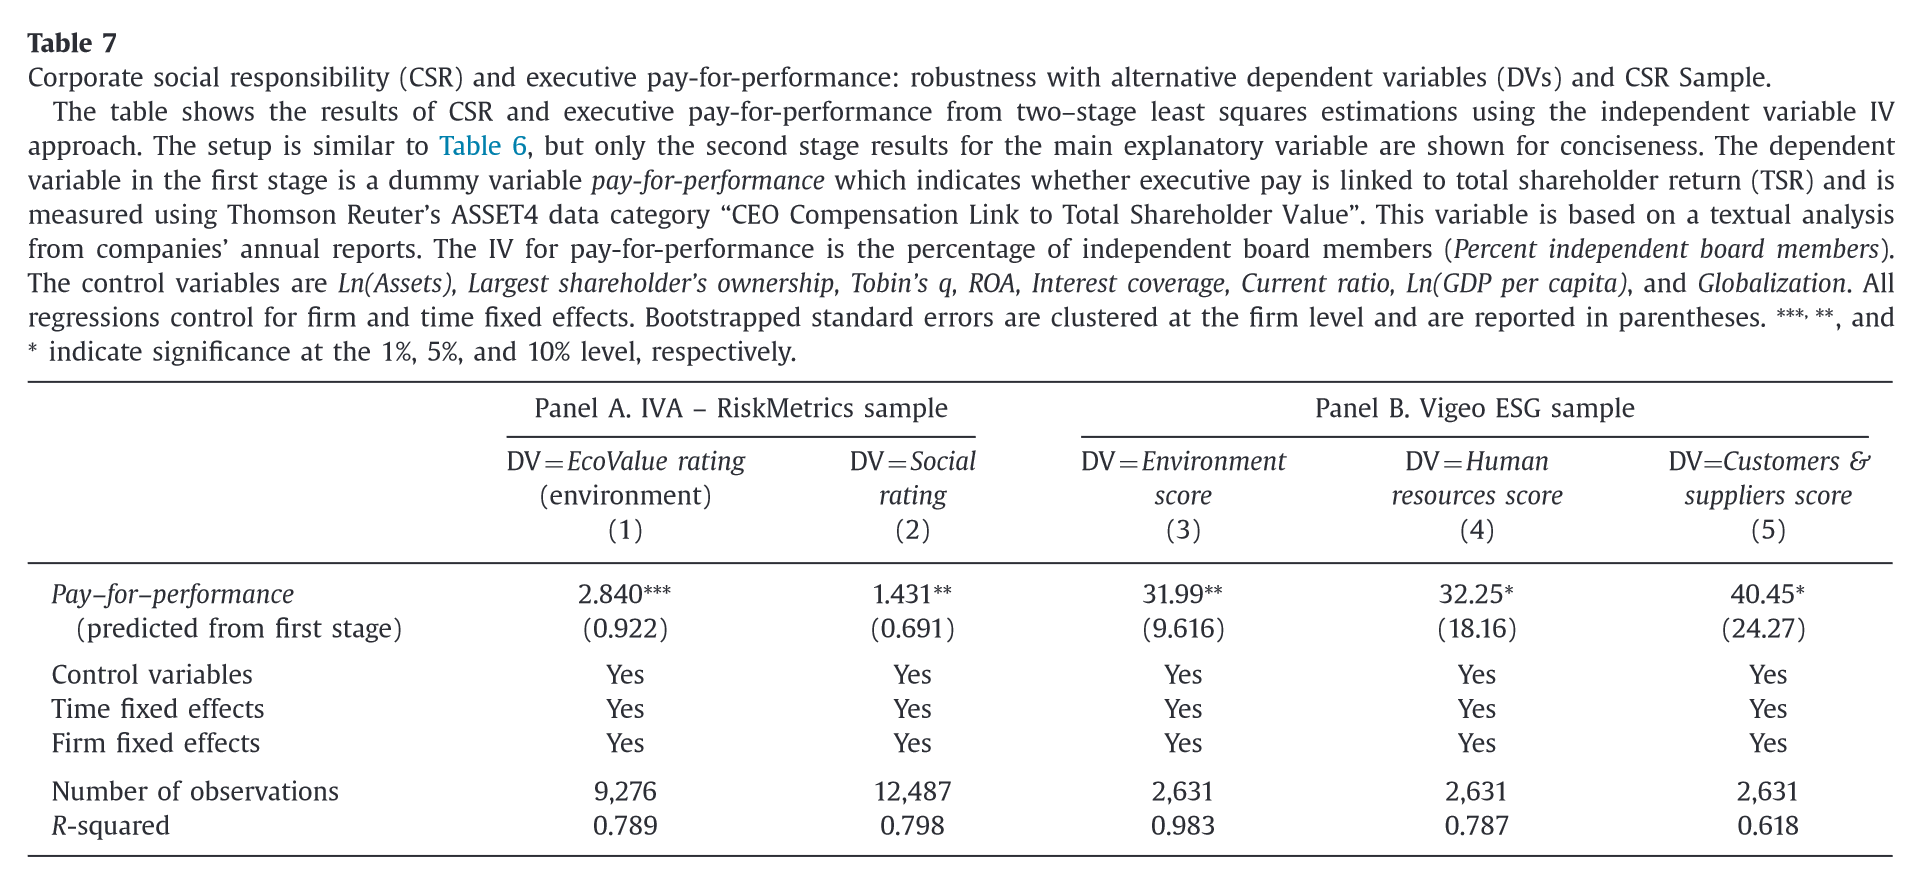 Table 7
Corporate social responsibility (CSR) and executive pay-for-performance: robustness with alternative dependent variables (DVs) and CSR Sample.
The table shows the results of CSR and executive pay-for-performance from two–stage least squares estimations using the independent variable IV
approach. The setup is similar to Table 6, but only the second stage results for the main explanatory variable are shown for conciseness. The dependent
variable in the first stage is a dummy variable pay-for-performance which indicates whether executive pay is linked to total shareholder return (TSR) and is
measured using Thomson Reuter's ASSET4 data category “CEO Compensation Link to Total Shareholder Value”. This variable is based on a textual analysis
from companies' annual reports. The IV for pay-for-performance is the percentage of independent board members (Percent independent board members).
The control variables are Ln(Assets), Largest shareholder's ownership, Tobin's q, ROA, Interest coverage, Current ratio, Ln(GDP per capita), and Globalization. All
regressions control for firm and time fixed effects. Bootstrapped standard errors are clustered at the firm level and are reported in parentheses. ***, **, and
* indicate significance at the 1%, 5%, and 10% level, respectively.
Panel A. IVA – RiskMetrics sample Panel B. Vigeo ESG sample
DV=EcoValue rating DV=Social DV=Environment DV=Human DV=Customers &
(environment) rating score resources score suppliers score
(1) (2) (3) (4) (5)
Pay–for–performance 2.840*** 1.431** 31.99** 32.25* 40.45*
(predicted from first stage) (0.922) (0.691) (9.616) (18.16) (24.27)
Control variables Yes Yes Yes Yes Yes
Time fixed effects Yes Yes Yes Yes Yes
Firm fixed effects Yes Yes Yes Yes Yes
Number of observations 9,276 12,487 2,631 2,631 2,631
R-squared 0.789 0.798 0.983 0.787 0.618